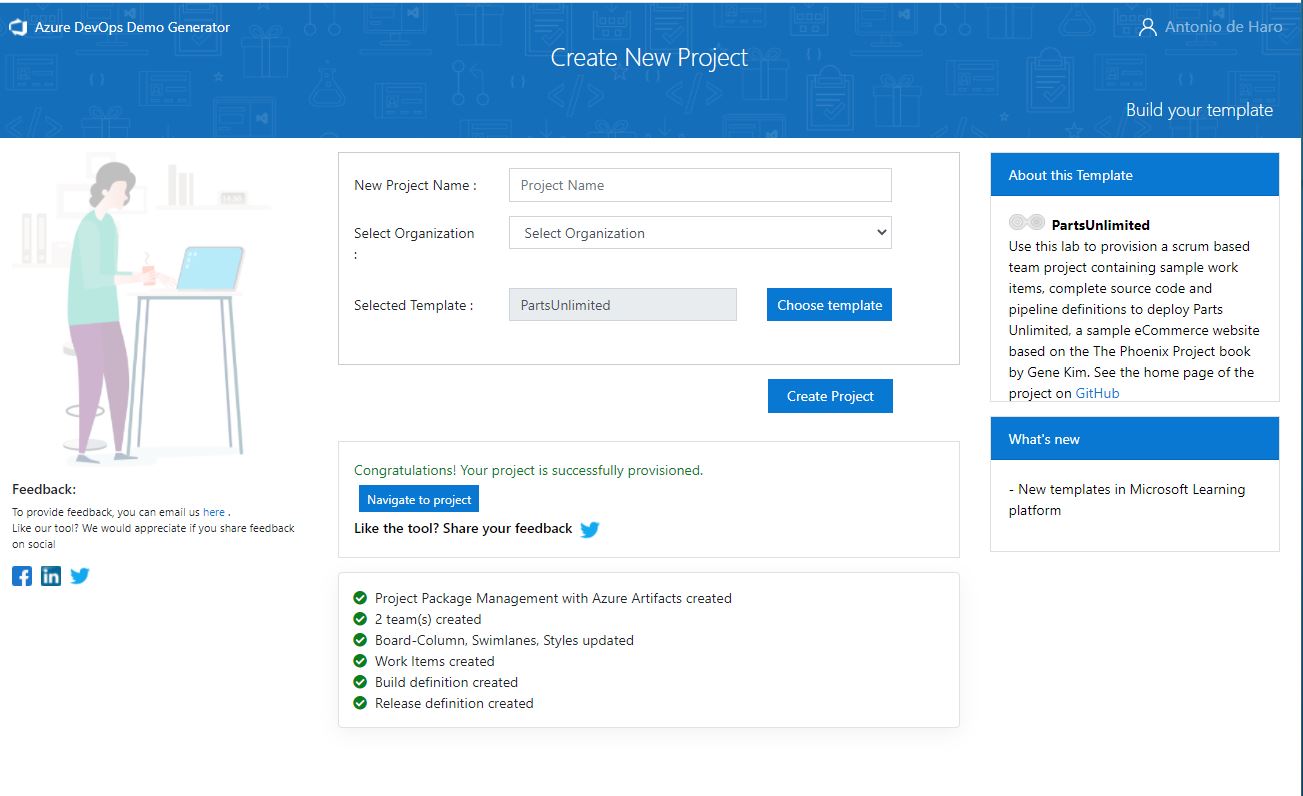 Azure DevOps Demo Generator
Antonio de Haro
Create New Project
Build your template
New Project Name :
Project Name
Select Organization
:
Select Organization
Selected Template :
PartsUnlimited
Choose template
Create Project
About this Template
PartsUnlimited
Use this lab to provision a scrum based
team project containing sample work
items, complete source code and
pipeline definitions to deploy Parts
Unlimited, a sample eCommerce website
based on the The Phoenix Project book
by Gene Kim. See the home page of the
project on GitHub
What's new
- New templates in Microsoft Learning
platform
Congratulations! Your project is successfully provisioned.
Navigate to project
Like the tool? Share your feedback
Project Package Management with Azure Artifacts created
2 team(s) created
Board-Column, Swimlanes, Styles updated
Work Items created
Build definition created
Release definition created
Feedback:
To provide feedback, you can email us here .
Like our tool? We would appreciate if you share feedback
on social